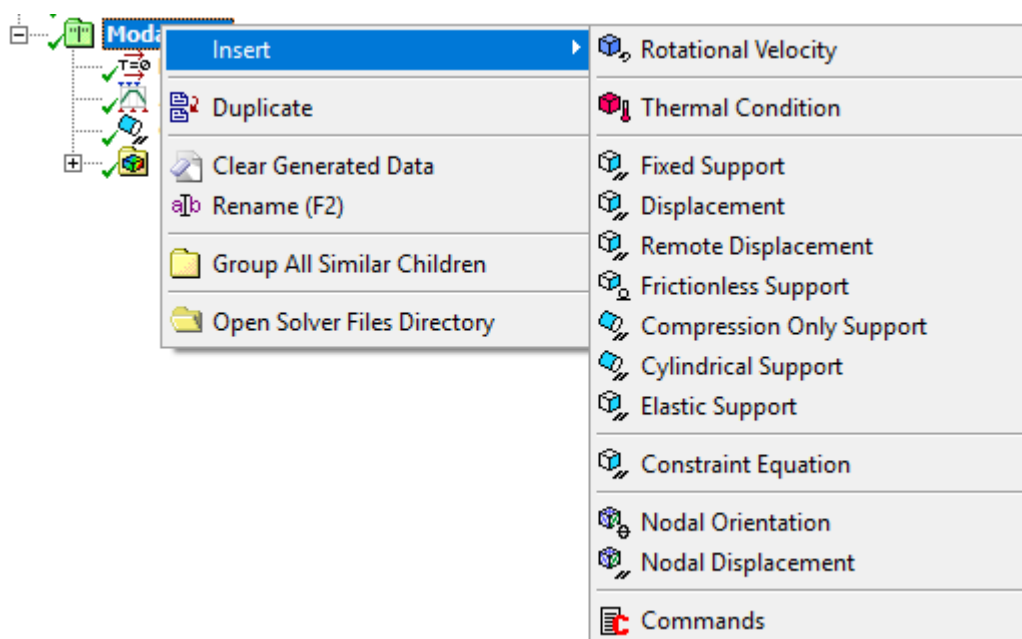 Moda
Insert
Duplicate
Clear Generated Data
Rename (F2)
Group All Similar Children
Open Solver Files Directory
Rotational Velocity
Thermal Condition
Fixed Support
Displacement
Remote Displacement
Frictionless Support
Compression Only Support
Cylindrical Support
Elastic Support
Constraint Equation
Nodal Orientation
Nodal Displacement
Commands